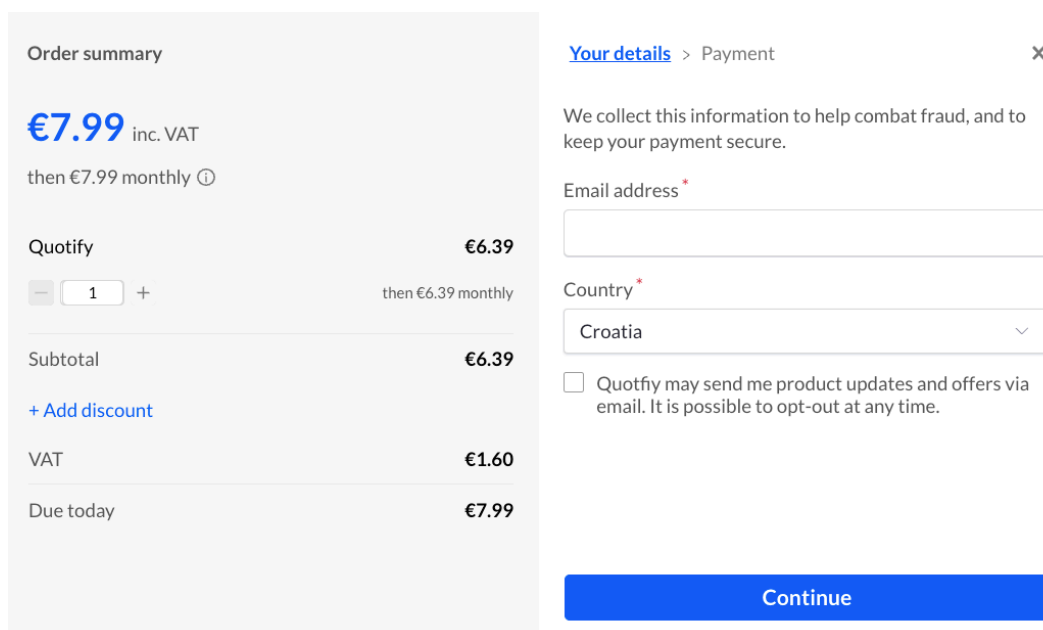 Order summary
€7.99 inc. VAT
then €7.99 monthly
Quotify €6.39
1 then €6.39 monthly
Subtotal €6.39
+ Add discount
VAT €1.60
Due today €7.99
Your details > Payment
We collect this information to help combat fraud, and to
keep your payment secure.
Email address*
Country*
Croatia
Quotfiy may send me product updates and offers via
email. It is possible to opt-out at any time.
Continue